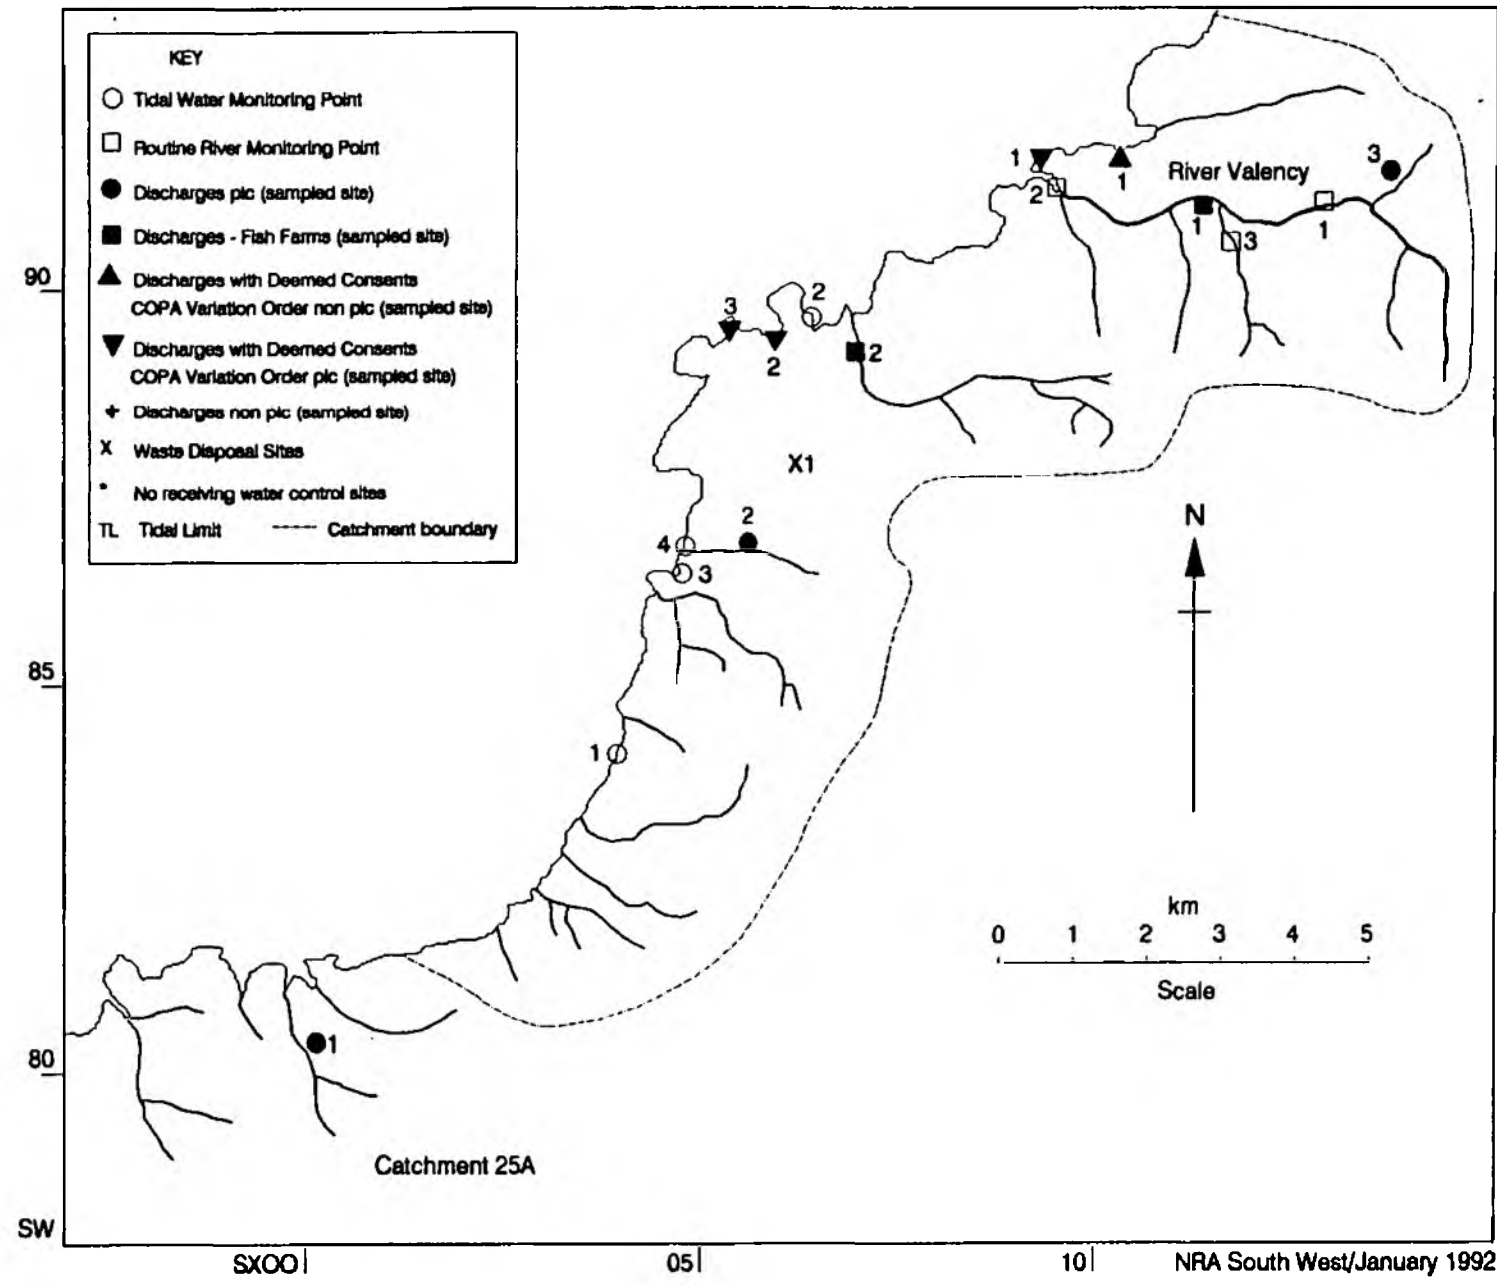 KEY
Tidal Water Monitoring Point
Routine River Monitoring Point
Discharges plc (sampled site)
Discharges - Fish Farms (sampled site)
Discharges with Deemed Consents
COPA Variation Order non plc (sampled site)
Discharges with Deemed Consents
COPA Variation Order plc (sampled site)
+ Discharges non plc (sampled site)
X Waste Disposal Sites
* No receiving water control sites
TL Tidal Limit Catchment boundary
1
1
2
River Valency
3
1
3
1
90
3
2
2
2
X1
2
4
3
N
85
1
km
0 1 2 3 4 5
Scale
80
1
Catchment 25A
SW
SXOO
05
10
NRA South West/January 1992